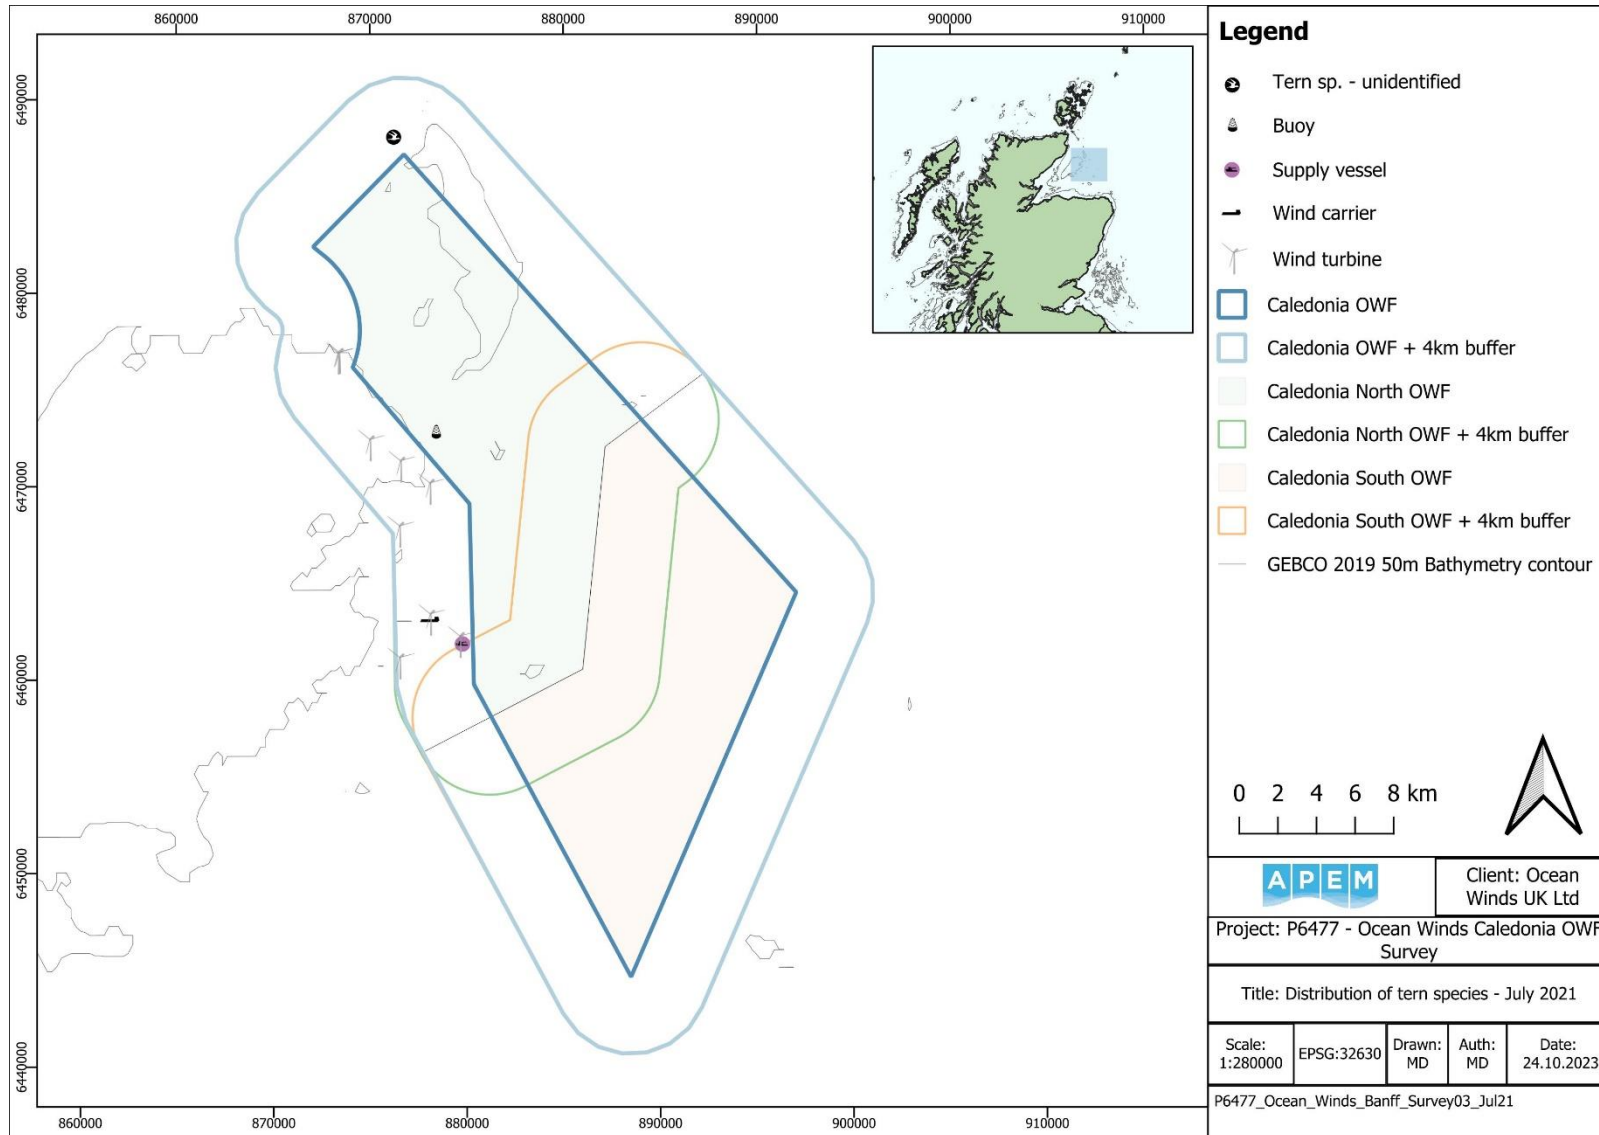 860000 870000 880000 890000 900000 910000
6490000
6480000
6470000
6460000
6450000
6440000
860000 870000 880000 890000 900000 910000
Legend
Tern sp. - unidentified
Buoy
Supply vessel
Wind carrier
Wind turbine
Caledonia OWF
Caledonia OWF + 4km buffer
Caledonia North OWF
Caledonia North OWF + 4km buffer
Caledonia South OWF
Caledonia South OWF + 4km buffer
GEBCO 2019 50m Bathymetry contour
0 2 4 6 8 km
APEM
Client: Ocean
Winds UK Ltd
Project: P6477 - Ocean Winds Caledonia OWF
Survey
Title: Distribution of tern species - July 2021
Scale:
1:280000
EPSG:32630
Drawn:
MD
Auth:
MD
Date:
24.10.2023
P6477_Ocean_Winds_Banff_Survey03_Jul21